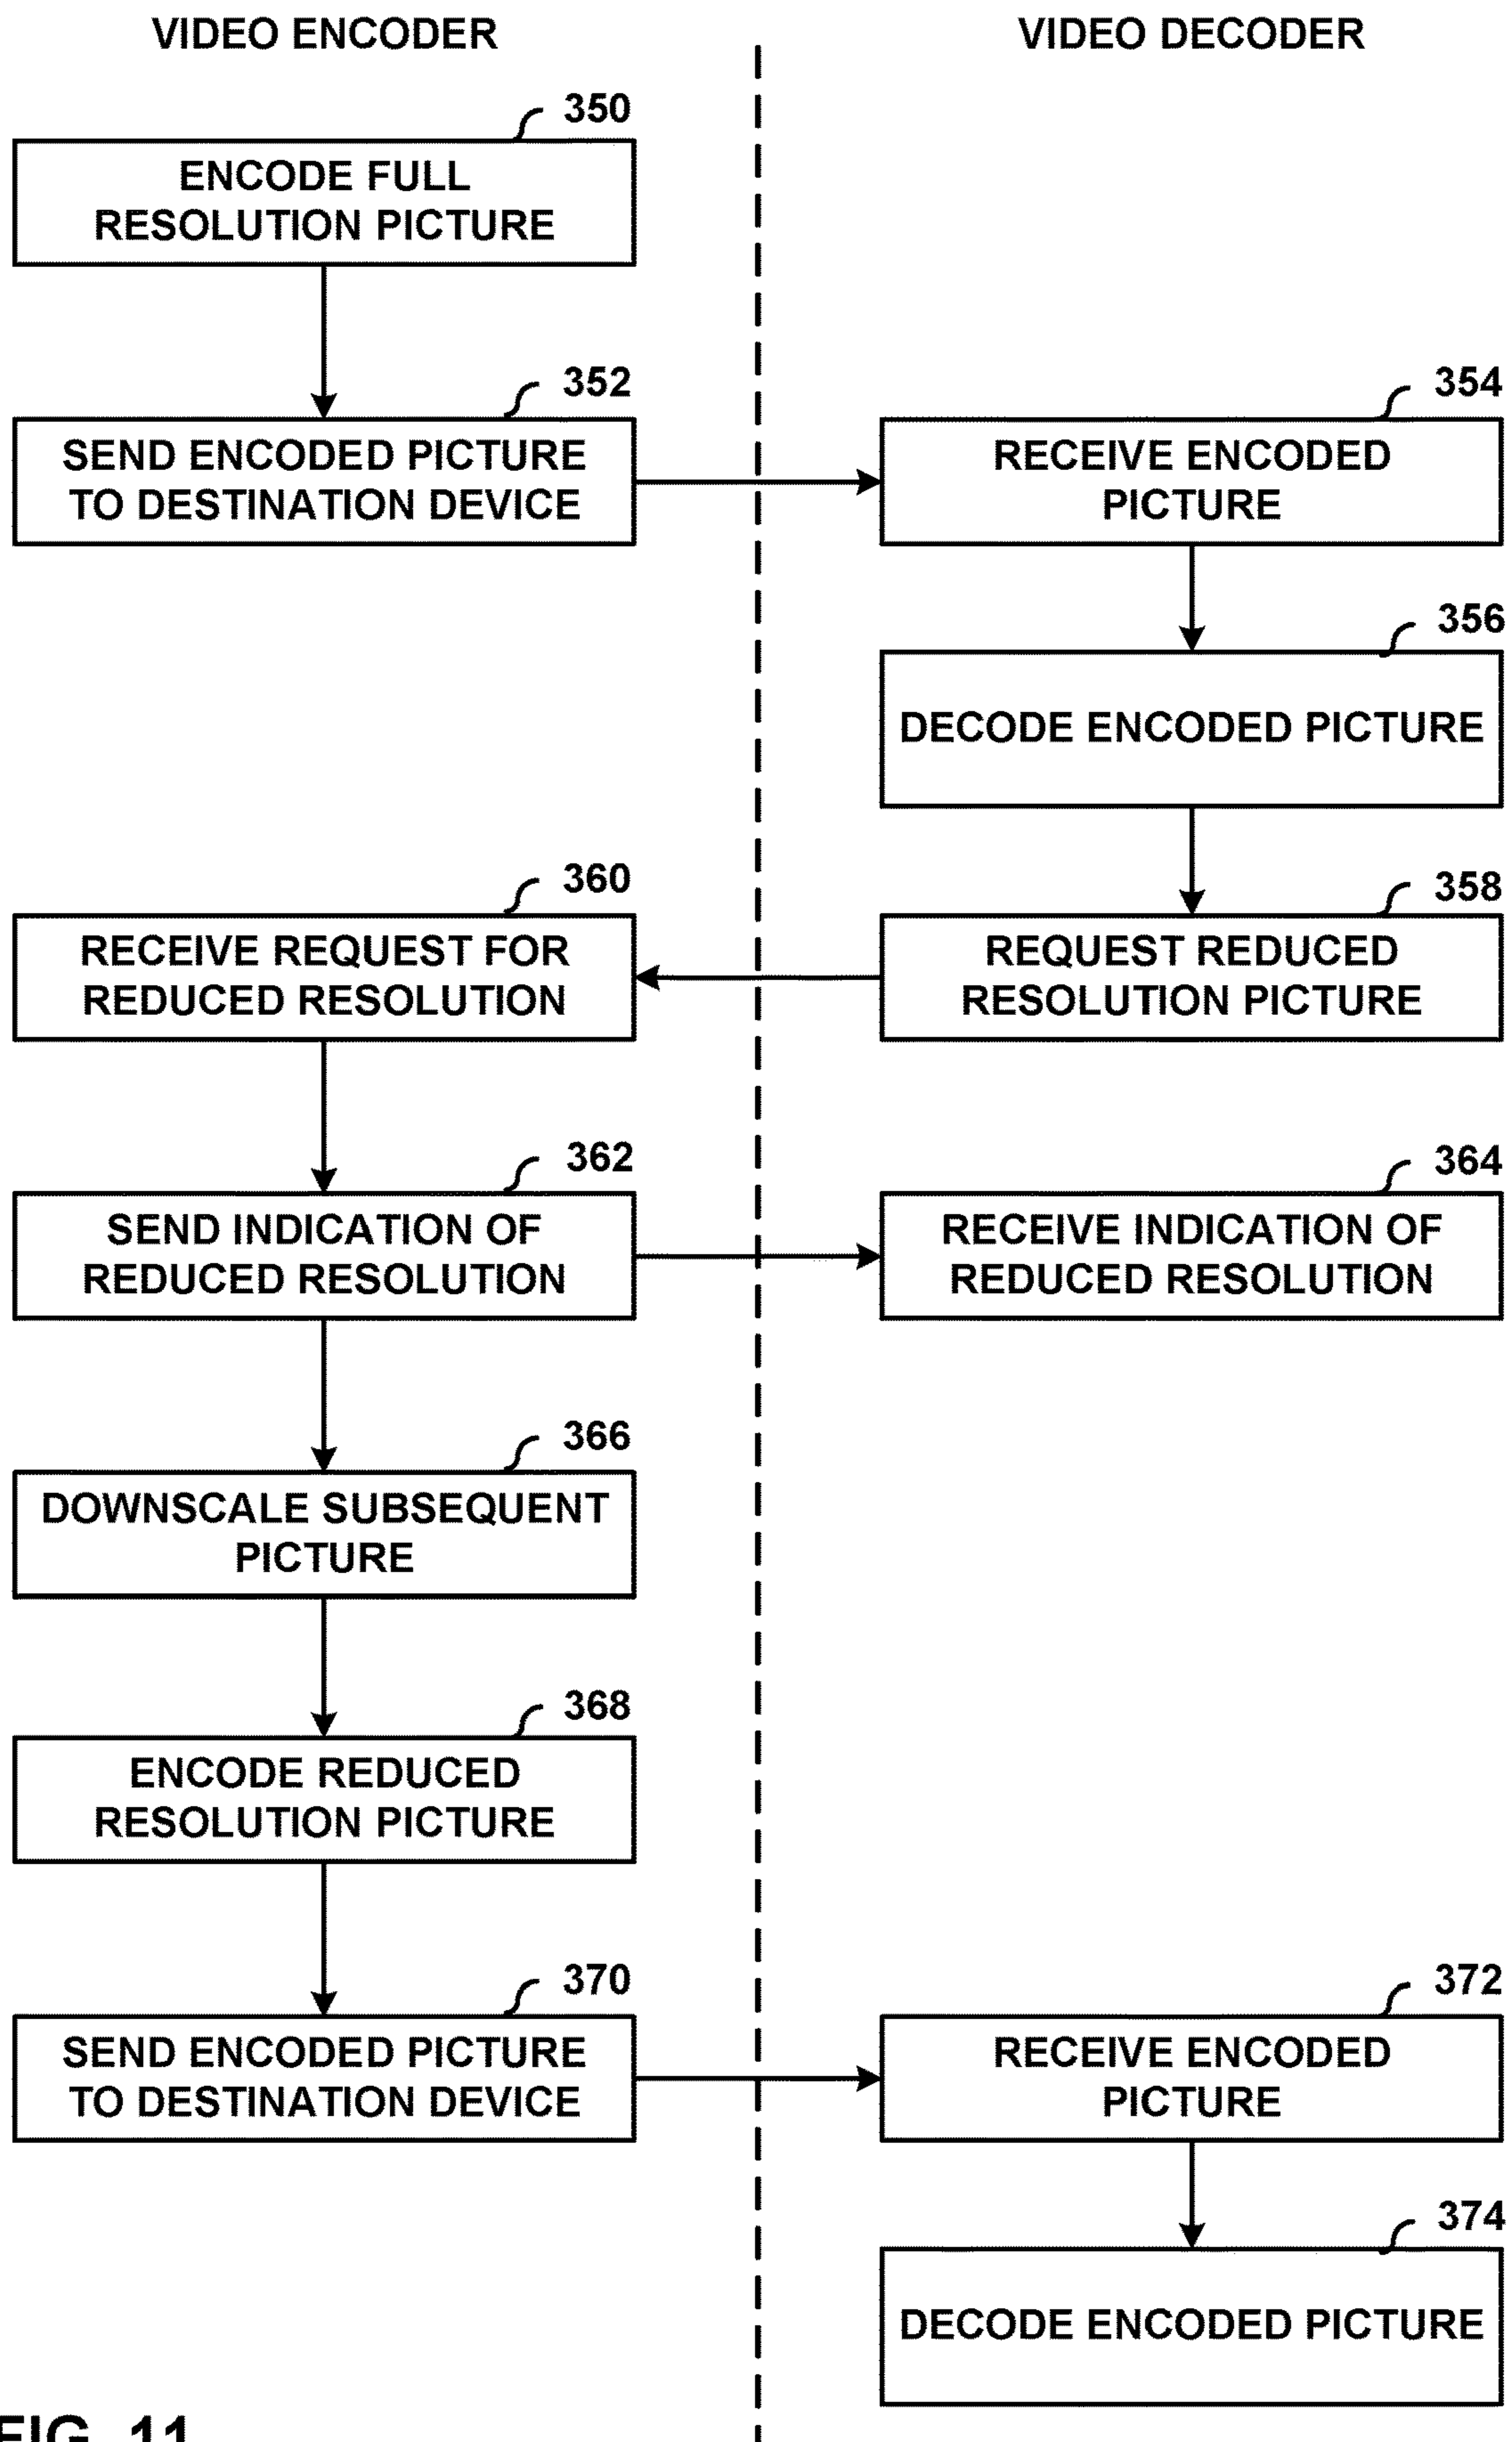 VIDEO ENCODER
VIDEO DECODER
350
ENCODE FULL
RESOLUTION PICTURE
352
SEND ENCODED PICTURE
TO DESTINATION DEVICE
354
RECEIVE ENCODED
PICTURE
356
DECODE ENCODED PICTURE
358
REQUEST REDUCED
RESOLUTION PICTURE
360
RECEIVE REQUEST FOR
REDUCED RESOLUTION
362
SEND INDICATION OF
REDUCED RESOLUTION
364
RECEIVE INDICATION OF
REDUCED RESOLUTION
366
DOWNSCALE SUBSEQUENT
PICTURE
368
ENCODE REDUCED
RESOLUTION PICTURE
370
SEND ENCODED PICTURE
TO DESTINATION DEVICE
372
RECEIVE ENCODED
PICTURE
374
DECODE ENCODED PICTURE
FIG. 11